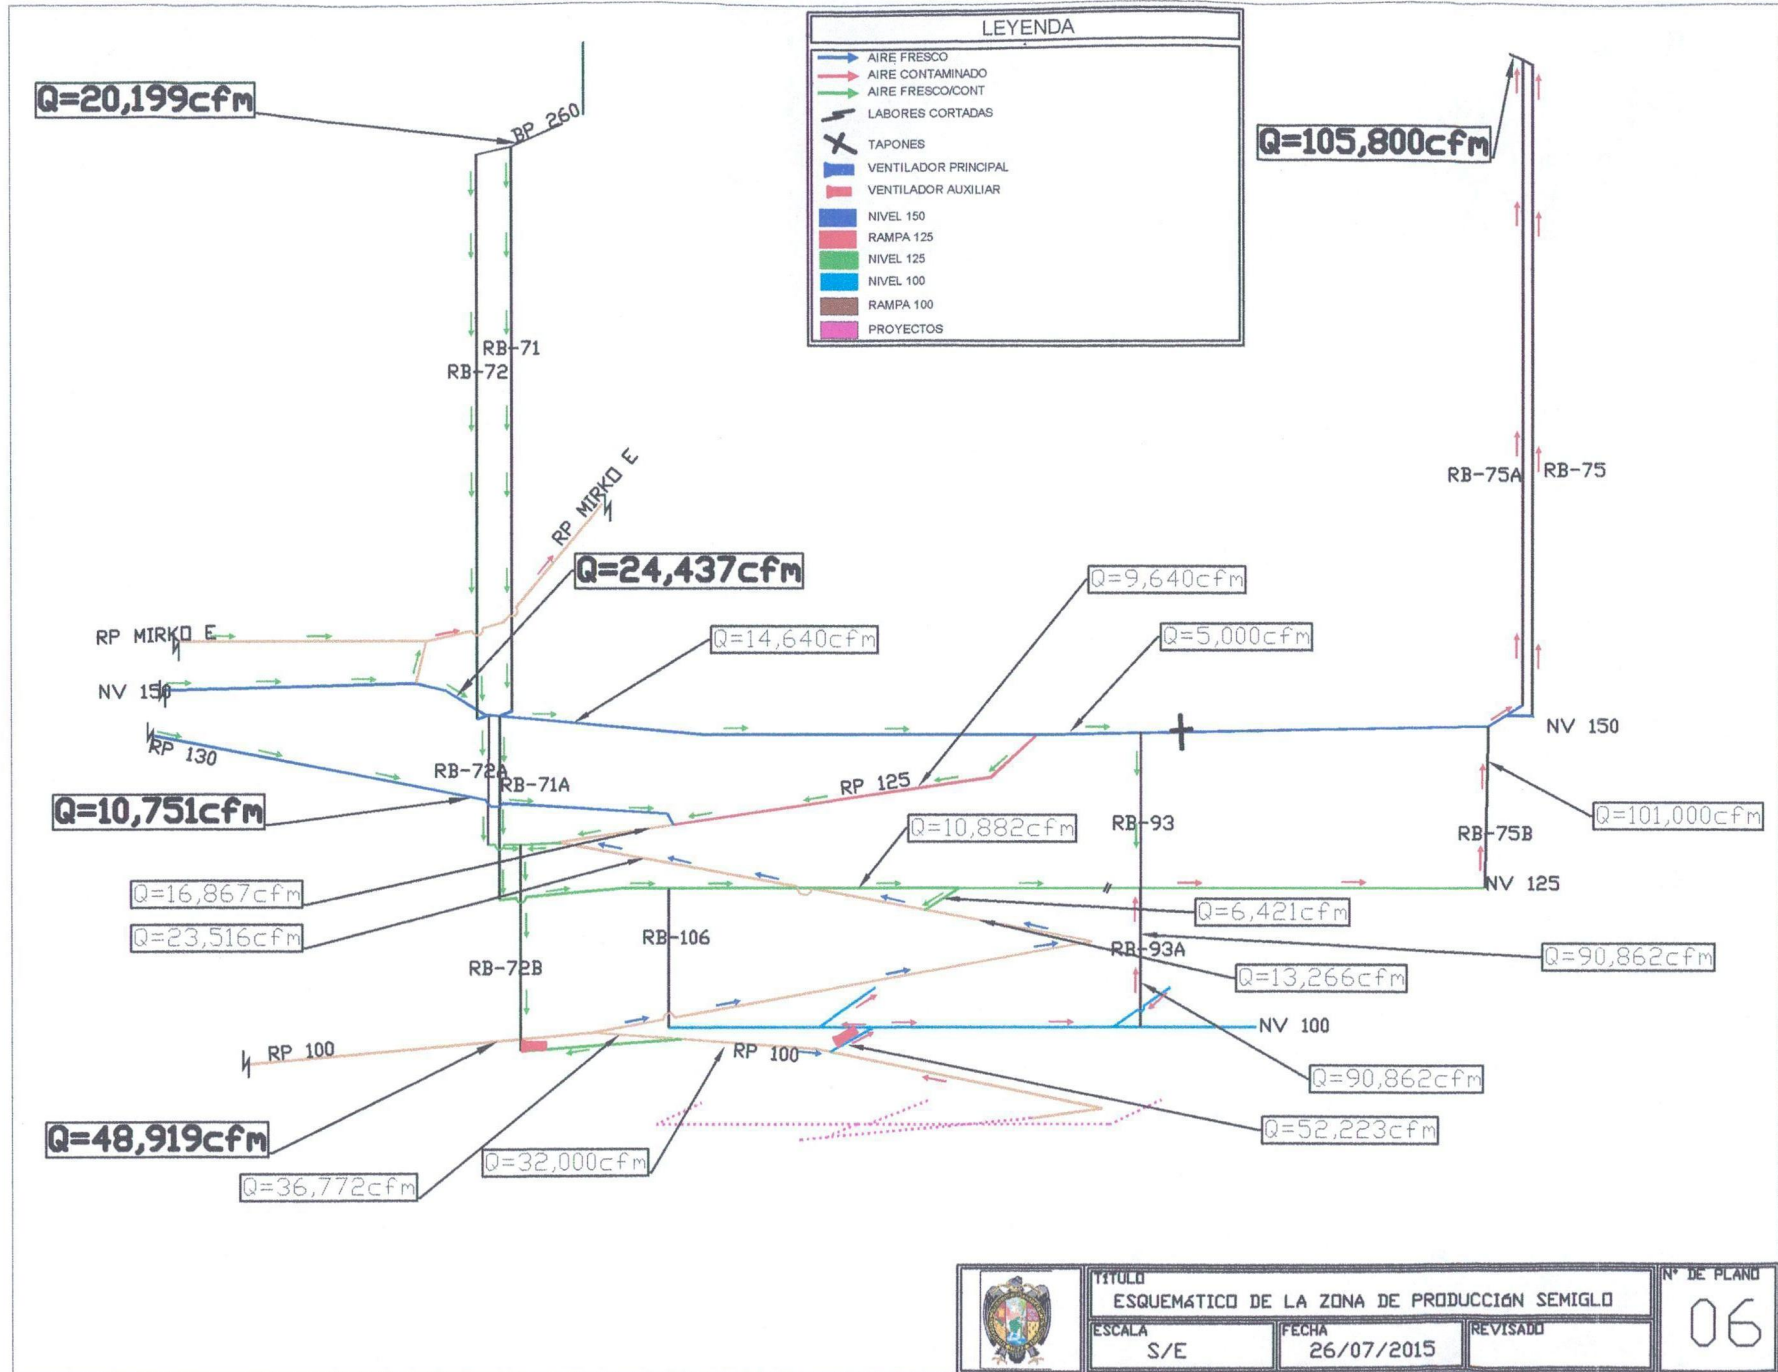 LEYENDA
AIRE FRESCO
AIRE CONTAMINADO
AIRE FRESCO/CONT
LABORES CORTADAS
TAPONES
VENTILADOR PRINCIPAL
VENTILADOR AUXILIAR
NIVEL 150
RAMPA 125
NIVEL 125
NIVEL 100
RAMPA 100
PROYECTOS
Q=20,199cfm
BP 260
Q=105,800cfm
RB-71
RB-72
RP MIRKO E
RB-75A
RB-75
Q=24,437cfm
Q=9,640cfm
RP MIRKO E
Q=14,640cfm
Q=5,000cfm
NV 150
NV 150
RP 130
RB-72A
RB-71A
RP 125
Q=10,751cfm
Q=10,882cfm
RB-93
Q=101,000cfm
RB-75B
Q=16,867cfm
NV 125
Q=6,421cfm
Q=23,516cfm
RB-106
RB-93A
Q=90,862cfm
RB-72B
Q=13,266cfm
NV 100
RP 100
RP 100
Q=90,862cfm
Q=48,919cfm
Q=52,223cfm
Q=32,000cfm
Q=36,772cfm
TíTULO
ESQUEMáTICO DE LA ZONA DE PRODUCCIóN SEMIGLO
N° DE PLANO
06
ESCALA
S/E
FECHA
26/07/2015
REVISADO